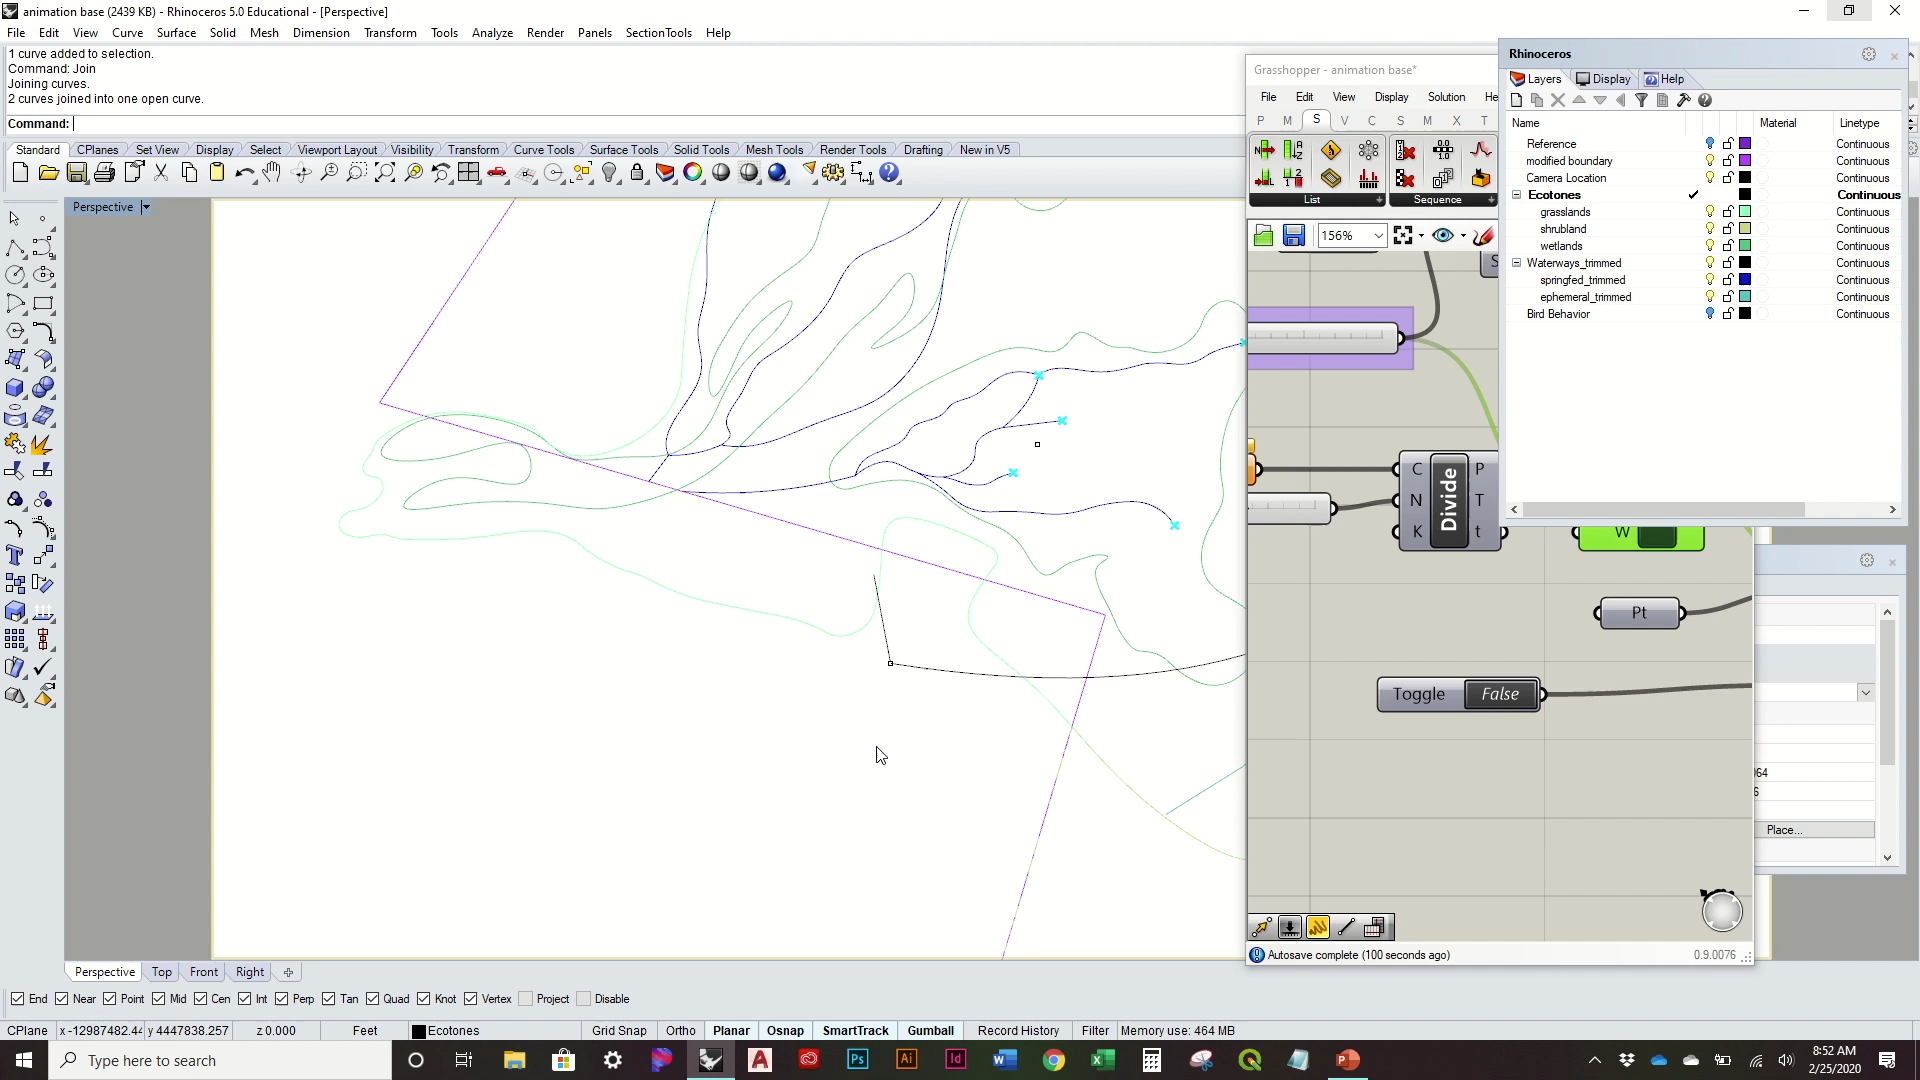 animation base (2439 KB) - Rhinoceros 5.0 Educational - [Perspective]
File Edit View Curve Surface Solid Mesh Dimension Transform Tools Analyze Render Panels SectionTools Help
1 curve added to selection.
Command: Join
Joining curves.
2 curves joined into one open curve.
Command:
Standard CPlanes Set View Display Select Viewport Layout Visibility Transform Curve Tools Surface Tools Solid Tools Mesh Tools Render Tools Drafting New in V5
Perspective
Grasshopper - animation base*
File Edit View Display Solution He
P M S V C S M X T
List Sequence
156%
C N K Divide P T t
W
Pt
Toggle False
Autosave complete (100 seconds ago) 0.9.0076
Rhinoceros
Layers Display Help
Name Material Linetype
Reference Continuous
modified boundary Continuous
Camera Location Continuous
Ecotones Continuous
grasslands Continuous
shrubland Continuous
wetlands Continuous
Waterways_trimmed Continuous
springfed_trimmed Continuous
ephemeral_trimmed Continuous
Bird Behavior Continuous
Place...
Perspective Top Front Right
End Near Point Mid Cen Int Perp Tan Quad Knot Vertex Project Disable
CPlane x -12987482.44 y 4447838.257 z 0.000 Feet Ecotones Grid Snap Ortho Planar Osnap SmartTrack Gumball Record History Filter Memory use: 464 MB
Type here to search
8:52 AM
2/25/2020